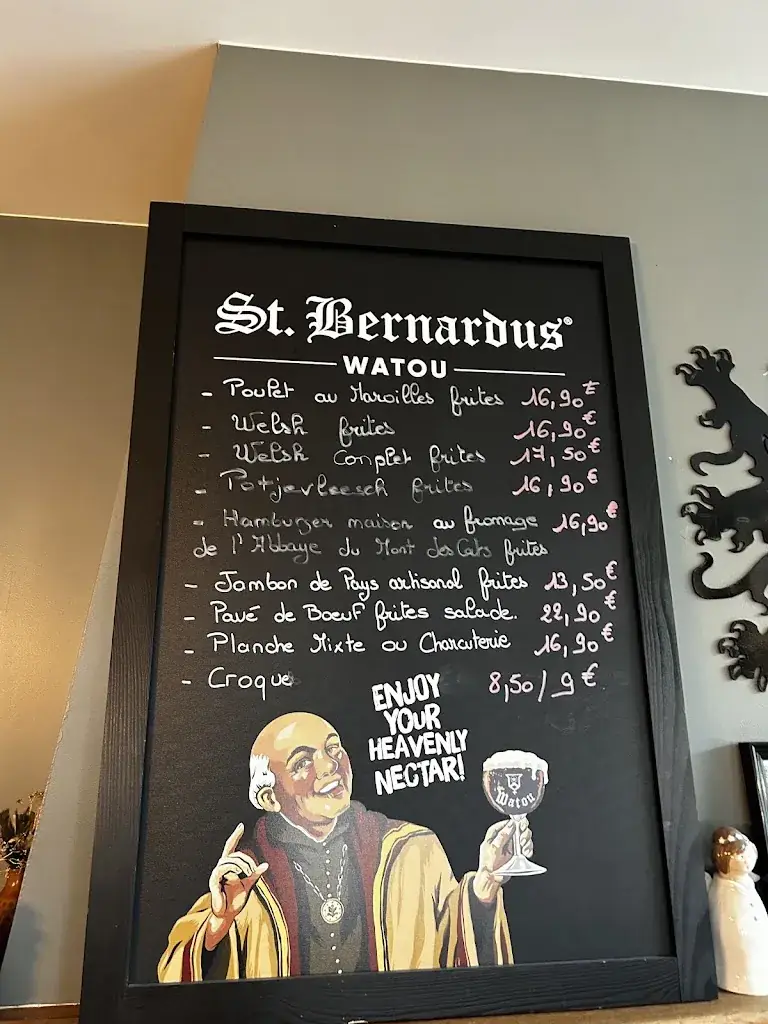 St. Bernardus®
WATOU
- Poulet au Maroilles frites 16,90€
- Welsh frites 16,90€
- Welsh Complet frites 17,50€
- Potjevleesch frites 16,90€
- Hamburger maison au fromage 16,90€
de l'Abbaye du Mont des Cats frites
- Jambon de Pays artisanal frites 13,50€
- Pavé de Boeuf frites salade. 22,90€
- Planche Mixte ou Charcuterie 16,90€
- Croque 8,50/9€
ENJOY
YOUR
HEAVENLY
NECTAR!
Watou